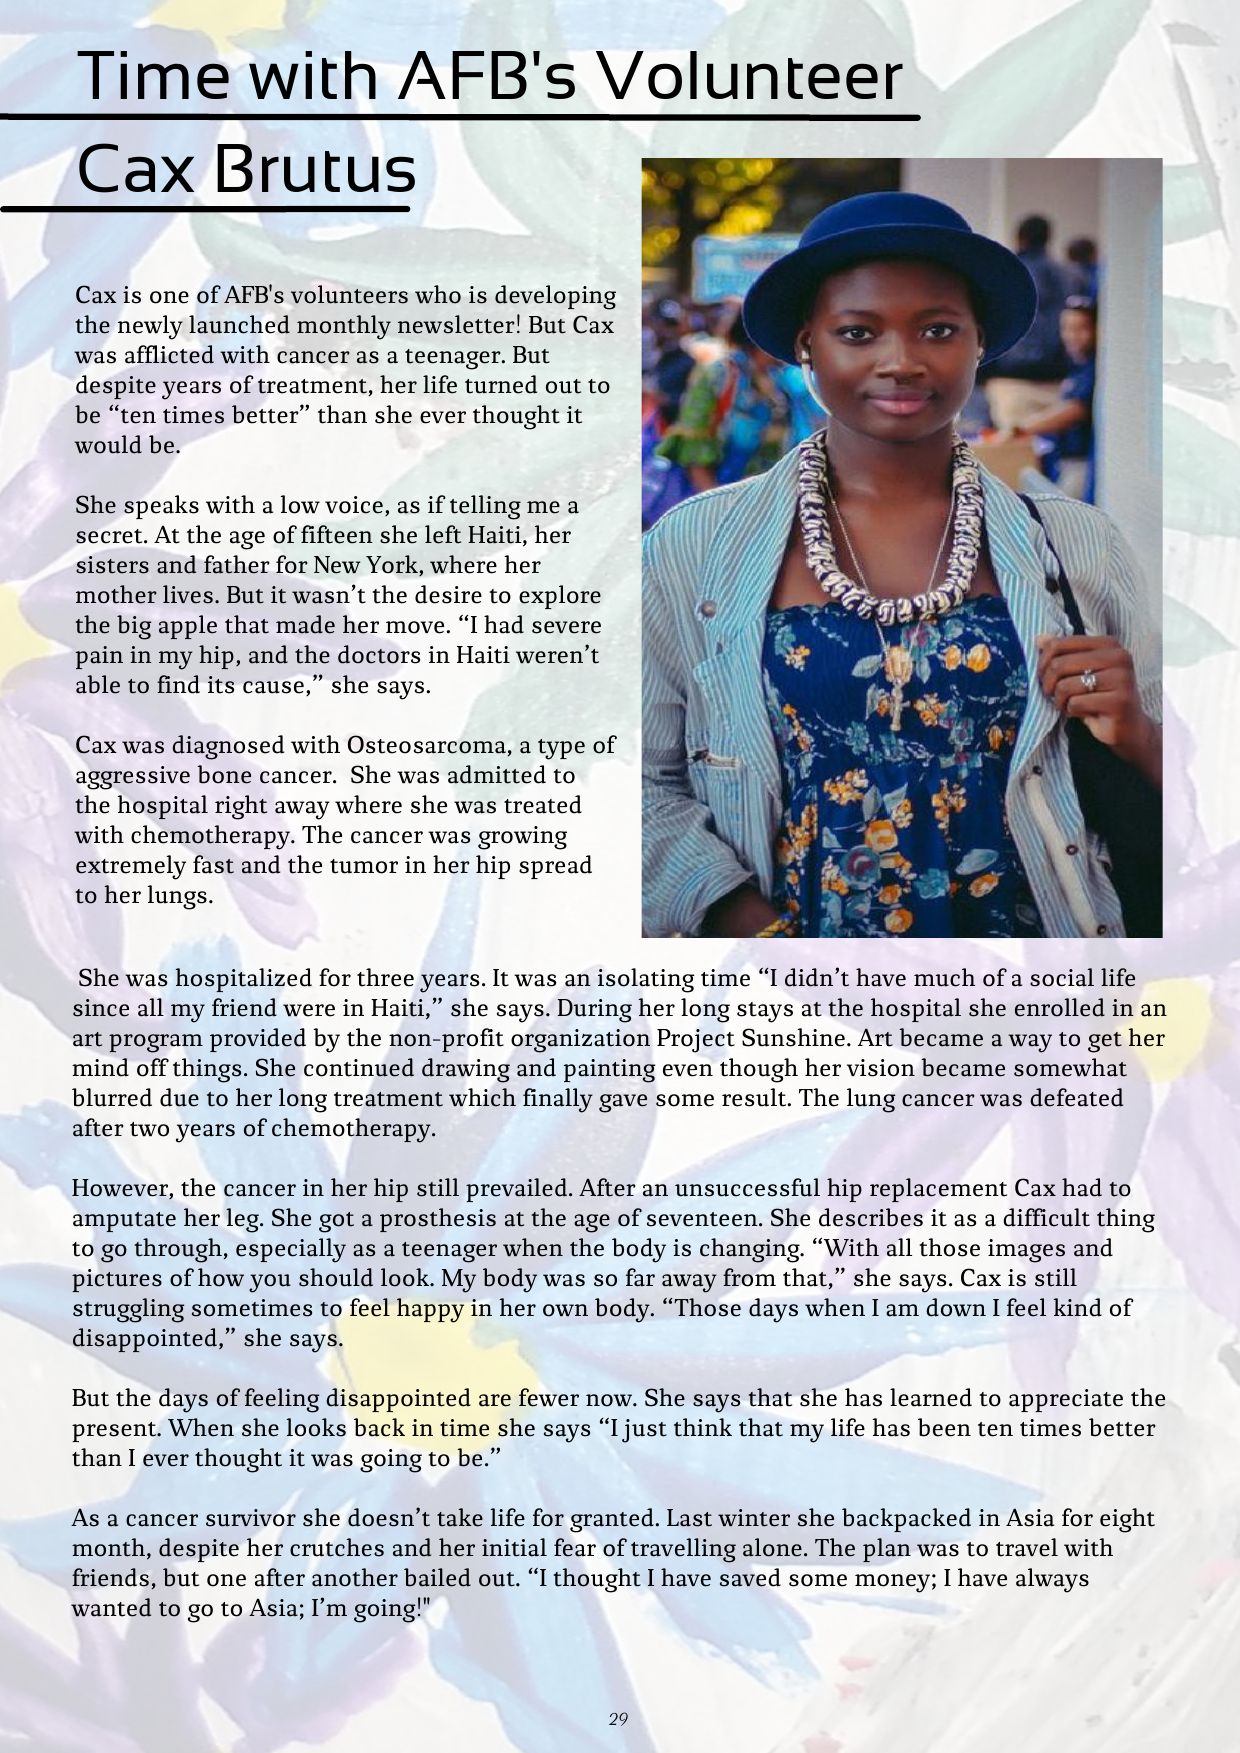 Time with AFB's Volunteer
Cax Brutus
Cax is one of AFB's volunteers who is developing
the newly launched monthly newsletter! But Cax
was afflicted with cancer as a teenager. But
despite years of treatment, her life turned out to
be “ten times better” than she ever thought it
would be.
She speaks with a low voice, as if telling me a
secret. At the age of fifteen she left Haiti, her
sisters and father for New York, where her
mother lives. But it wasn’t the desire to explore
the big apple that made her move. “I had severe
pain in my hip, and the doctors in Haiti weren’t
able to find its cause,” she says.
Cax was diagnosed with Osteosarcoma, a type of
aggressive bone cancer.  She was admitted to
the hospital right away where she was treated
with chemotherapy. The cancer was growing
extremely fast and the tumor in her hip spread
to her lungs.
She was hospitalized for three years. It was an isolating time “I didn’t have much of a social life
since all my friend were in Haiti,” she says. During her long stays at the hospital she enrolled in an
art program provided by the non-profit organization Project Sunshine. Art became a way to get her
mind off things. She continued drawing and painting even though her vision became somewhat
blurred due to her long treatment which finally gave some result. The lung cancer was defeated
after two years of chemotherapy.
However, the cancer in her hip still prevailed. After an unsuccessful hip replacement Cax had to
amputate her leg. She got a prosthesis at the age of seventeen. She describes it as a difficult thing
to go through, especially as a teenager when the body is changing. “With all those images and
pictures of how you should look. My body was so far away from that,” she says. Cax is still
struggling sometimes to feel happy in her own body. “Those days when I am down I feel kind of
disappointed,” she says.
But the days of feeling disappointed are fewer now. She says that she has learned to appreciate the
present. When she looks back in time she says “I just think that my life has been ten times better
than I ever thought it was going to be.”
As a cancer survivor she doesn’t take life for granted. Last winter she backpacked in Asia for eight
month, despite her crutches and her initial fear of travelling alone. The plan was to travel with
friends, but one after another bailed out. “I thought I have saved some money; I have always
wanted to go to Asia; I’m going!"
29